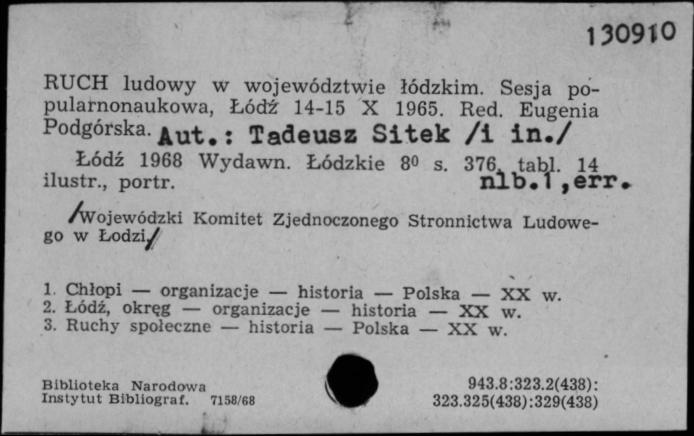 130910
RUCH ludowy w województwie łódzkim. Sesja po-
pularnonaukowa, Łódź 14-15 X 1965. Red. Eugenia
Podgórska. Aut.: Tadeusz Sitek /i in./
Łódź 1968 Wydawn. Łódzkie 8º s. 376, tabl. 14
ilustr., portr. nlb.1,err.
/Wojewódzki Komitet Zjednoczonego Stronnictwa Ludowe-
go w Łodzi/
1. Chłopi — organizacje — historia — Polska — XX w.
2. Łódź, okręg — organizacje — historia — XX w.
3. Ruchy społeczne — historia — Polska — XX w.
Biblioteka Narodowa 943.8:323.2(438):
Instytut Bibliograf. 7158/68 323.325(438):329(438)